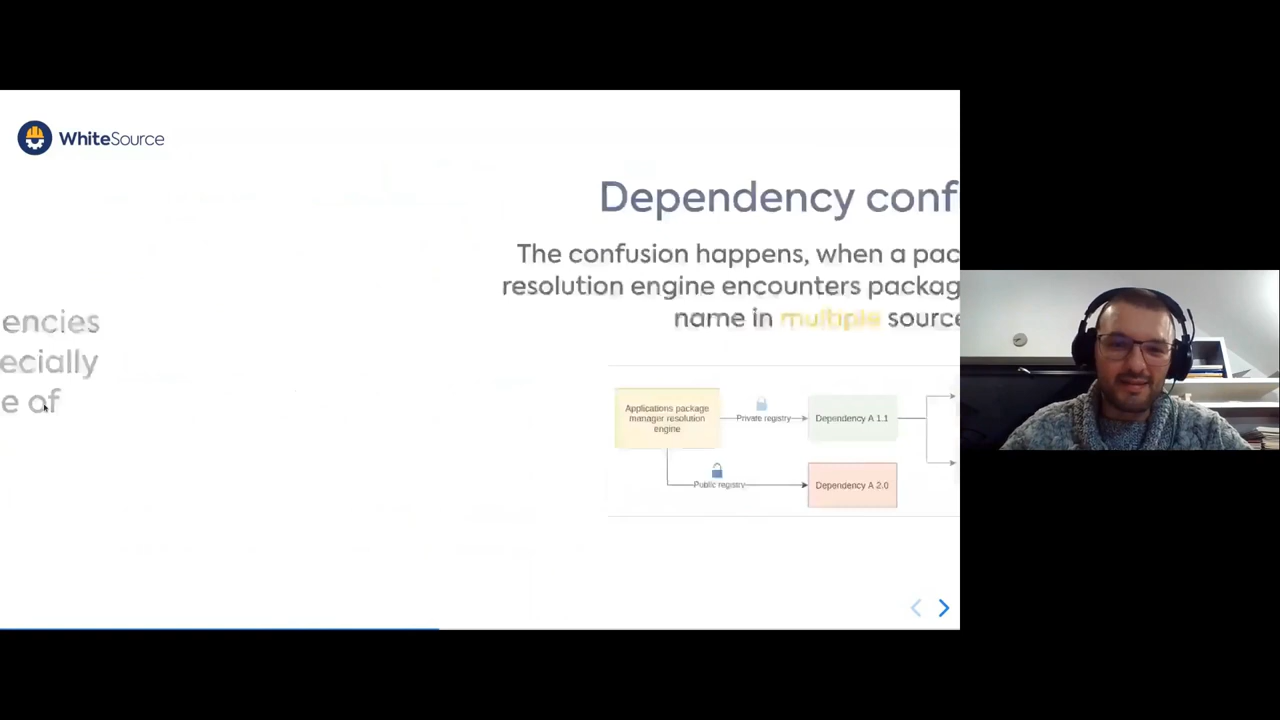 WhiteSource
encies
ecially
e of
Dependency conf
The confusion happens, when a pac
resolution engine encounters packag
name in multiple source
Applications package
manager resolution
engine
Private registry
Dependency A 1.1
Public registry
Dependency A 2.0